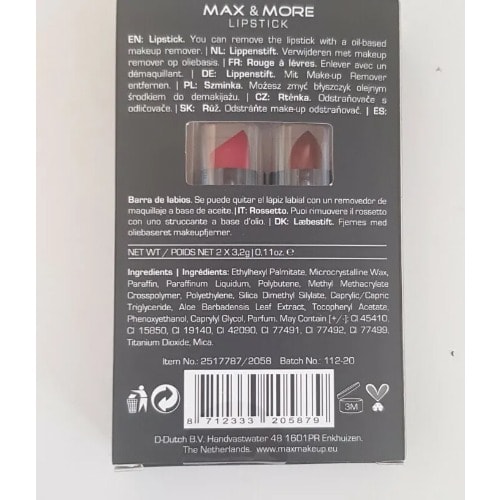 MAX & MORE
LIPSTICK
EN: Lipstick. You can remove the lipstick with a oil-based
makeup remover. | NL: Lippenstift. Verwijderen met makeup
remover op oliebasis. | FR: Rouge à lèvres. Enlever avec un
démaquillant. | DE: Lippenstift. Mit Make-up Remover
entfernen. | PL: Szminka. Możesz zmyć błyszczyk olejnym
środkiem do demakijażu. | CZ: Rtěnka. Odstraňovače s
odličovače. | SK: Rúž. Odstráňte make-up odstraňovač. | ES:
Barra de labios. Se puede quitar el lápiz labial con un removedor de
maquillaje a base de aceite. | IT: Rossetto. Puoi rimuovere il rossetto
con uno struccante a base d'olio. | DK: Læbestift. Fjernes med
oliebaseret makeupfjerner.
NET WT / POIDS NET 2 X 3,2g | 0,11oz. e
Ingredients | Ingrédients: Ethylhexyl Palmitate, Microcrystalline Wax,
Paraffin, Paraffinum Liquidum, Polybutene, Methyl Methacrylate
Crosspolymer, Polyethylene, Silica Dimethyl Silylate, Caprylic/Capric
Triglyceride, Aloe Barbadensis Leaf Extract, Tocopheryl Acetate,
Phenoxyethanol, Caprylyl Glycol, Parfum. May Contain [+/-]: CI 45410,
CI 15850, CI 19140, CI 42090, CI 77491, CI 77492, CI 77499,
Titanium Dioxide, Mica.
Item No.: 2517787/2058 Batch No.: 112-20
8 712333 205879
3M
D-Dutch B.V. Handvastwater 48 1601PR Enkhuizen.
The Netherlands. www.maxmakeup.eu